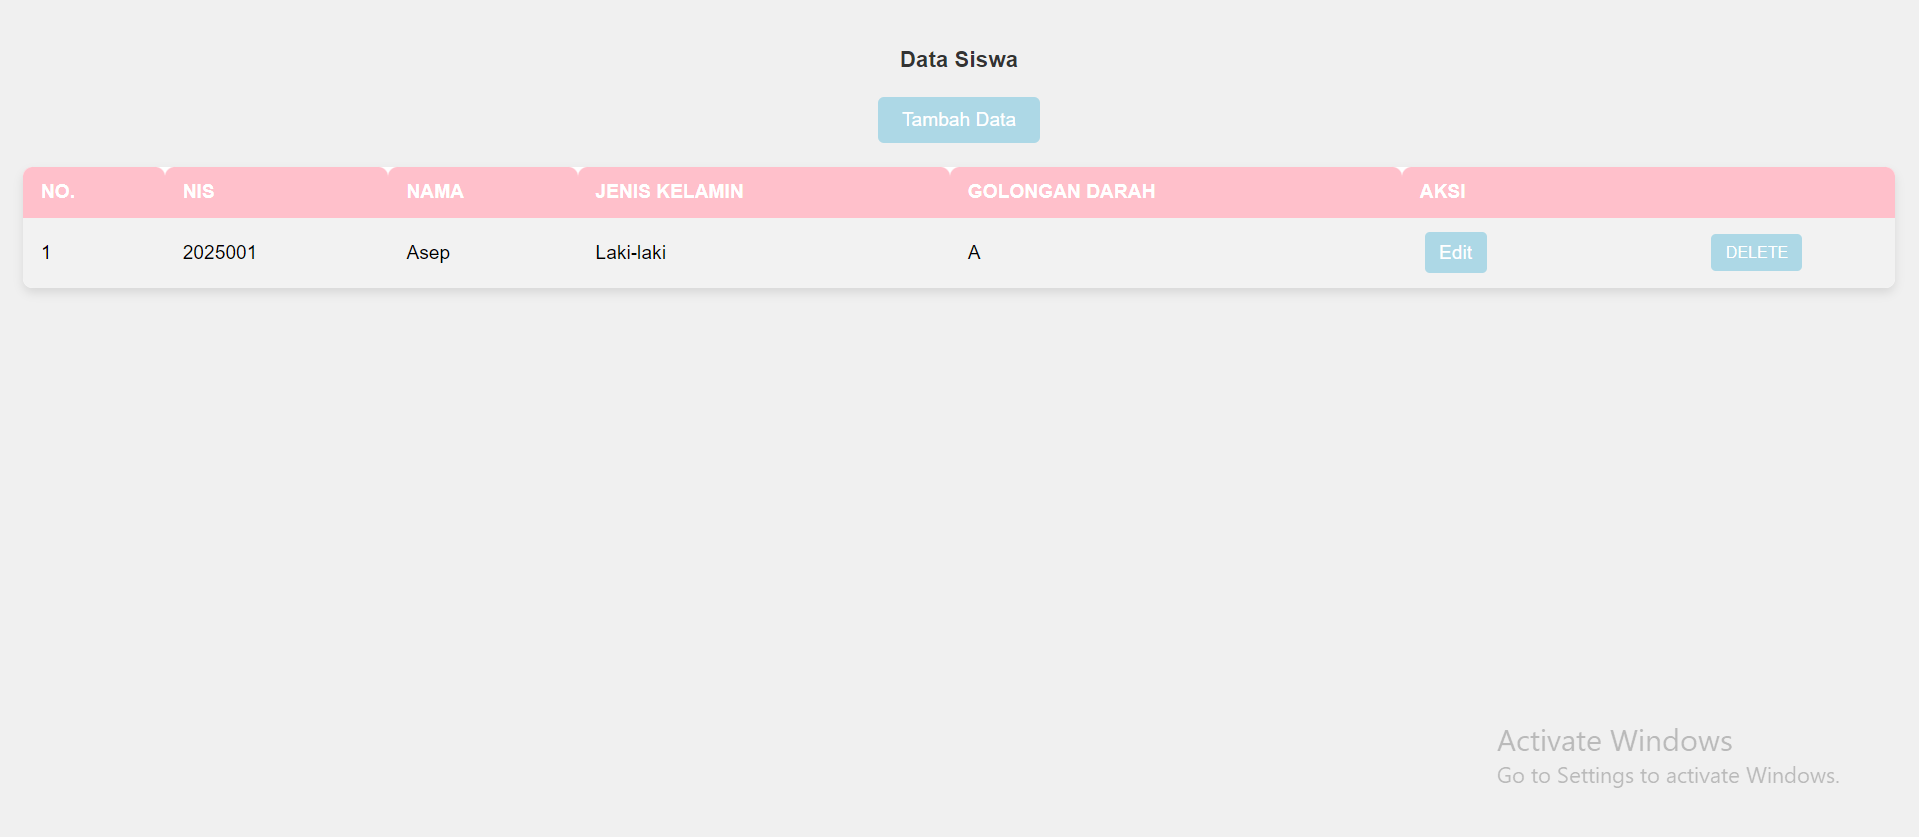 Data Siswa
Tambah Data
NO. NIS NAMA JENIS KELAMIN GOLONGAN DARAH AKSI
1 2025001 Asep Laki-laki A Edit DELETE
Activate Windows
Go to Settings to activate Windows.